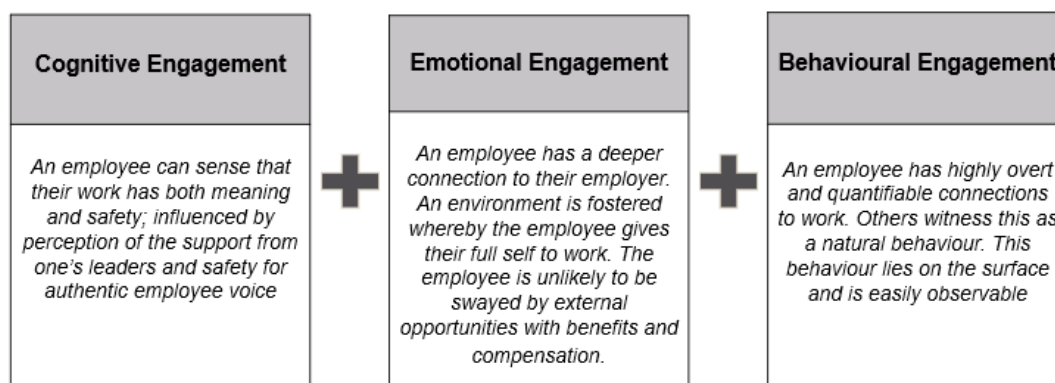 Cognitive Engagement
An employee can sense that
their work has both meaning
and safety; influenced by
perception of the support from
one's leaders and safety for
authentic employee voice
Emotional Engagement
An employee has a deeper
connection to their employer.
An environment is fostered
whereby the employee gives
their full self to work. The
employee is unlikely to be
swayed by external
opportunities with benefits and
compensation.
Behavioural Engagement
An employee has highly overt
and quantifiable connections
to work. Others witness this as
a natural behaviour. This
behaviour lies on the surface
and is easily observable